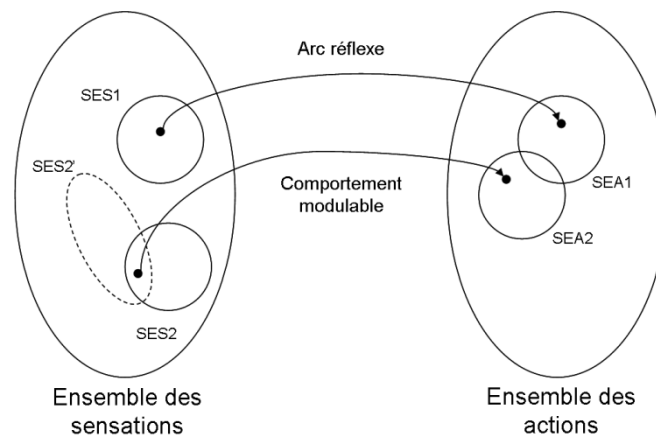 Arc réflexe
SES1
SES2'
SEA1
Comportement
modulable
SEA2
SES2
Ensemble des
sensations
Ensemble des
actions